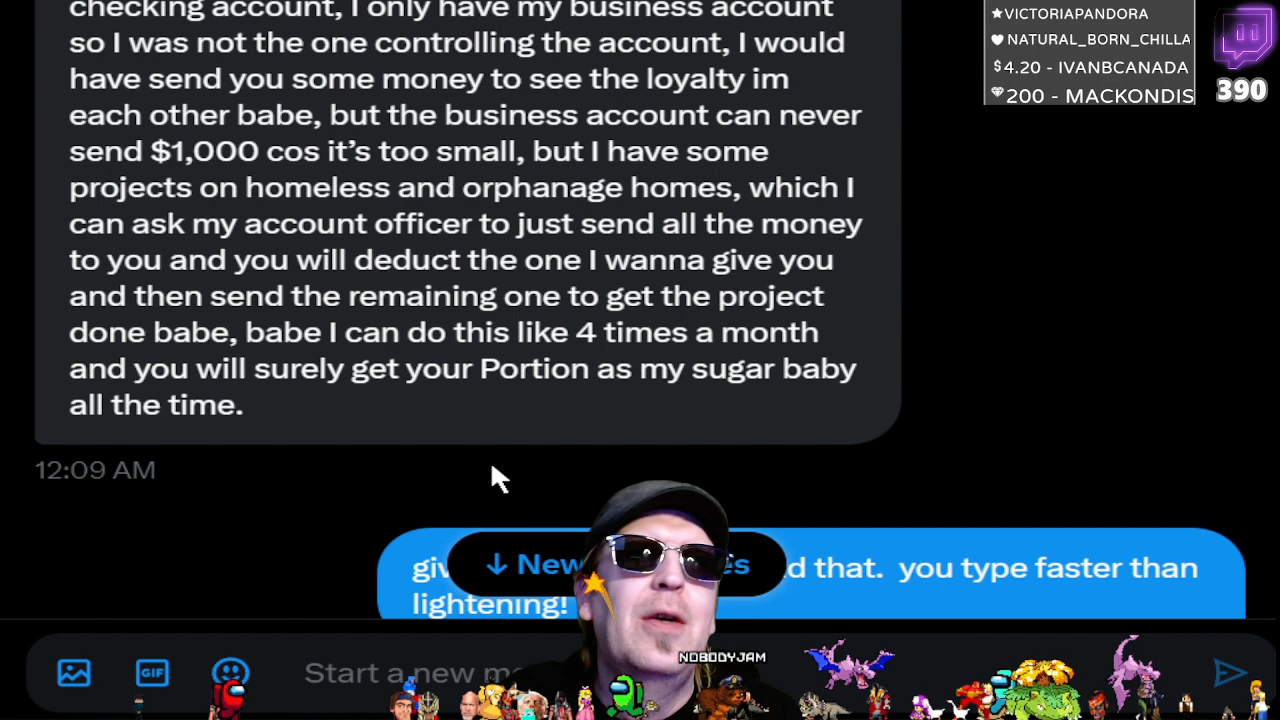 checking account, I only have my business account
so I was not the one controlling the account, I would
have send you some money to see the loyalty im
each other babe, but the business account can never
send $1,000 cos it’s too small, but I have some
projects on homeless and orphanage homes, which I
can ask my account officer to just send all the money
to you and you will deduct the one I wanna give you
and then send the remaining one to get the project
done babe, babe I can do this like 4 times a month
and you will surely get your Portion as my sugar baby
all the time.
12:09 AM
↓ New
d that. you type faster than
lightening!
Start a new
GIF
NOBODYJAM
★VICTORIAPANDORA
♥ NATURAL_BORN_CHILLA
$4.20 - IVANBCANADA
200 - MACKONDIS
390